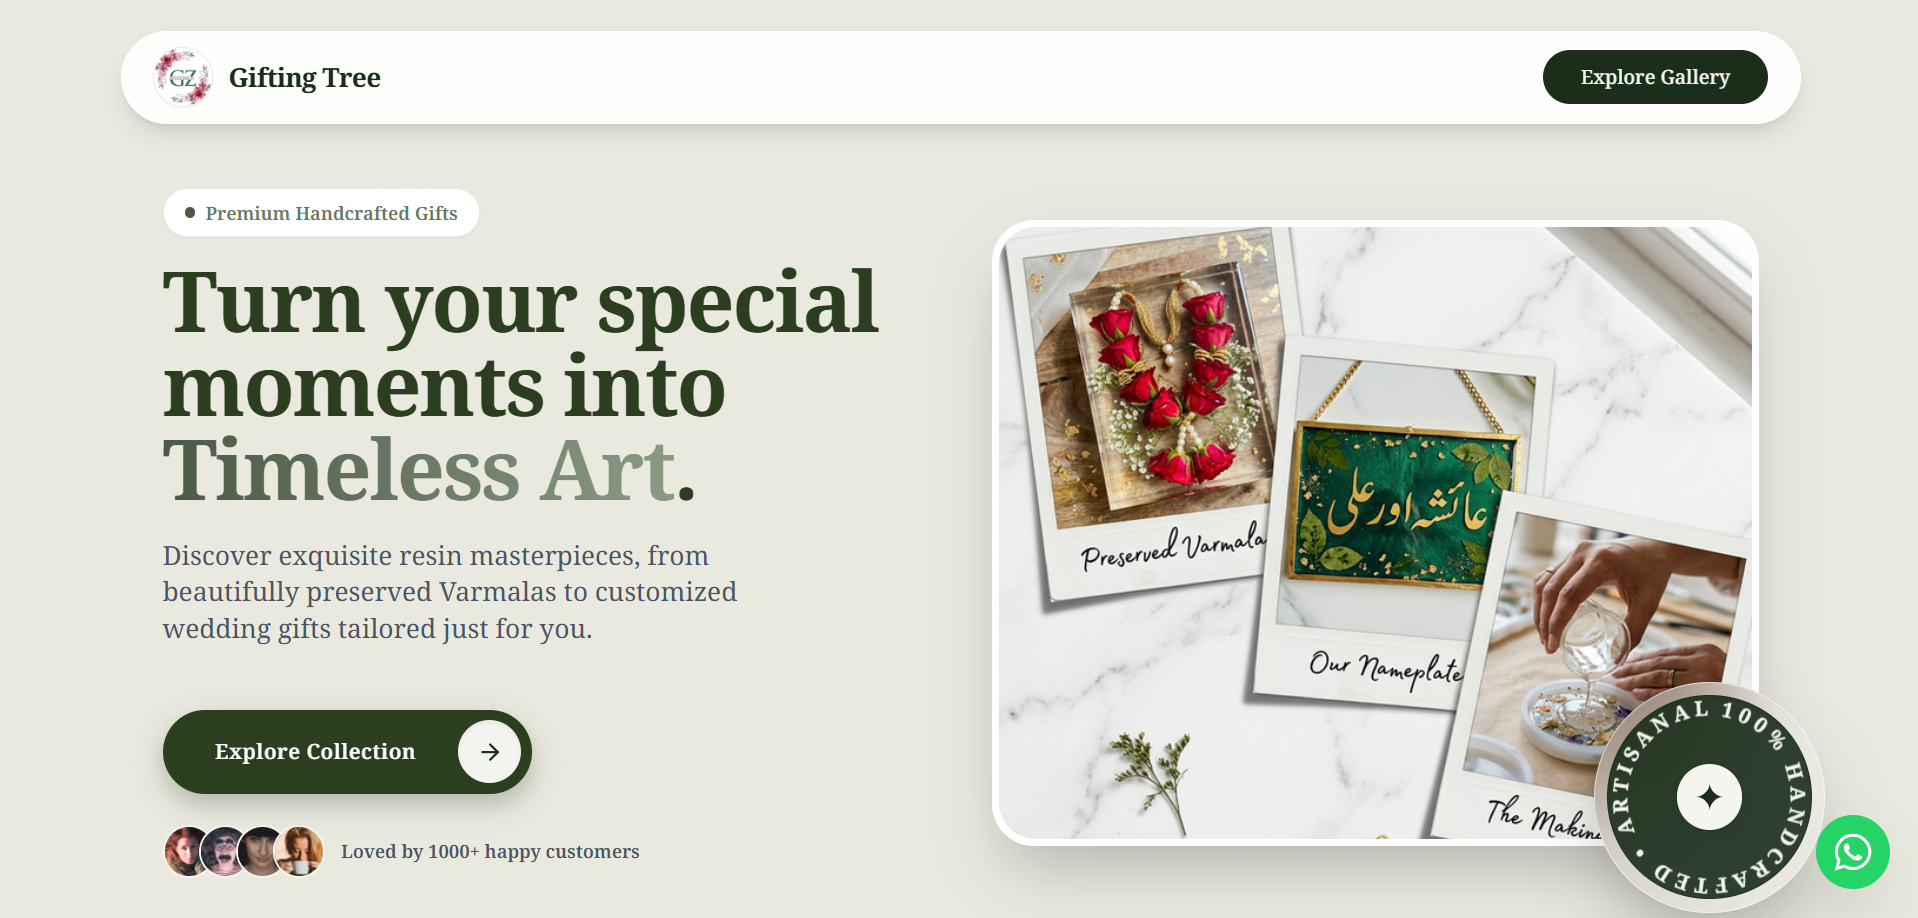 GZ
Gifting Tree
Explore Gallery
Premium Handcrafted Gifts
Turn your special
moments into
Timeless Art.
Discover exquisite resin masterpieces, from
beautifully preserved Varmalas to customized
wedding gifts tailored just for you.
Explore Collection
Loved by 1000+ happy customers
Preserved Varmala
عائشہ اور علی
Our Nameplate
The Making
100% HANDCRAFTED • ARTISANAL